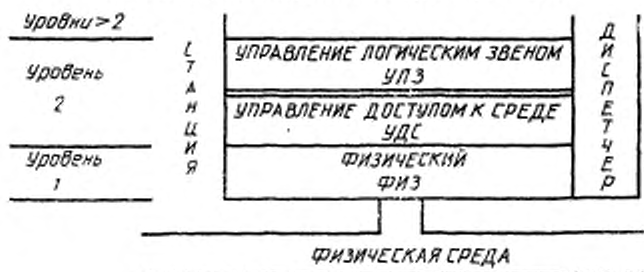 Уровни>2
Уровень
2
Уровень
1
СТАНЦИЯ
УПРАВЛЕНИЕ ЛОГИЧЕСКИМ ЗВЕНОМ
УЛЗ
УПРАВЛЕНИЕ ДОСТУПОМ К СРЕДЕ
УДС
ФИЗИЧЕСКИЙ
ФИЗ
ДИСПЕТЧЕР
ФИЗИЧЕСКАЯ СРЕДА